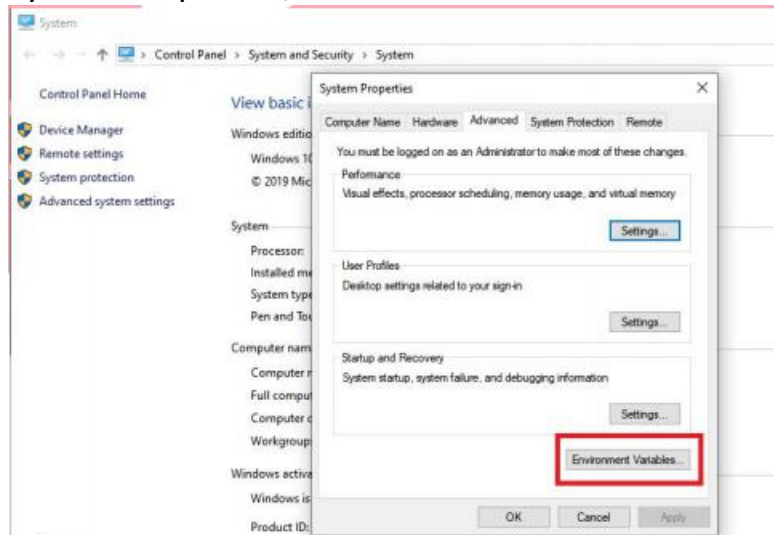 System
Control Panel > System and Security > System
Control Panel Home
Device Manager
Remote settings
System protection
Advanced system settings
View basic i
Windows editio
Windows 10
© 2019 Mic
System
Processor:
Installed me
System type
Pen and Tou
Computer nam
Computer n
Full compu
Computer d
Workgroup:
Windows activa
Windows is
Product ID:
System Properties
Computer Name Hardware Advanced System Protection Remote
You must be logged on as an Administrator to make most of these changes.
Performance
Visual effects, processor scheduling, memory usage, and virtual memory
Settings...
User Profiles
Desktop settings related to your sign-in
Settings...
Startup and Recovery
System startup, system failure, and debugging information
Settings...
Environment Variables...
OK Cancel Apply